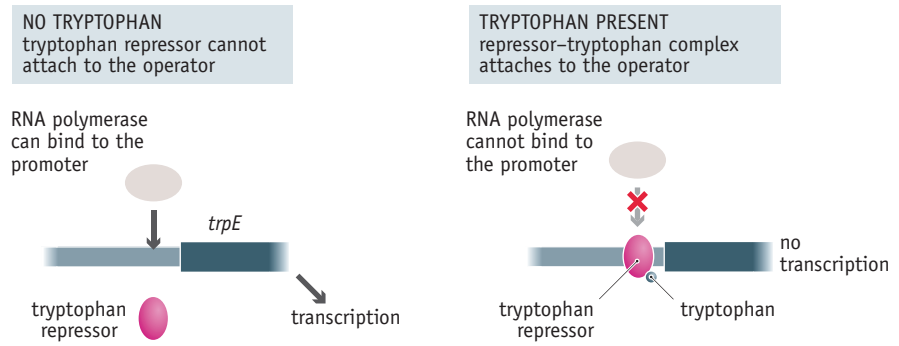 NO TRYPTOPHAN
tryptophan repressor cannot
attach to the operator
RNA polymerase
can bind to the
promoter
trpE
tryptophan
repressor
transcription
TRYPTOPHAN PRESENT
repressor–tryptophan complex
attaches to the operator
RNA polymerase
cannot bind to
the promoter
no
transcription
tryptophan
repressor
tryptophan